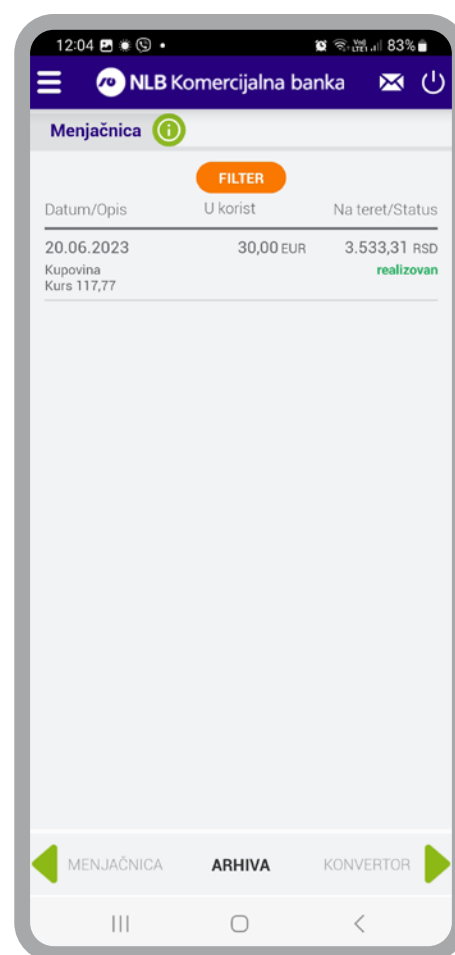 12:04 83%
NLB Komercijalna banka
Menjačnica
FILTER
Datum/Opis U korist Na teret/Status
20.06.2023 30,00 EUR 3.533,31 RSD
Kupovina realizovan
Kurs 117,77
MENJAČNICA ARHIVA KONVERTOR